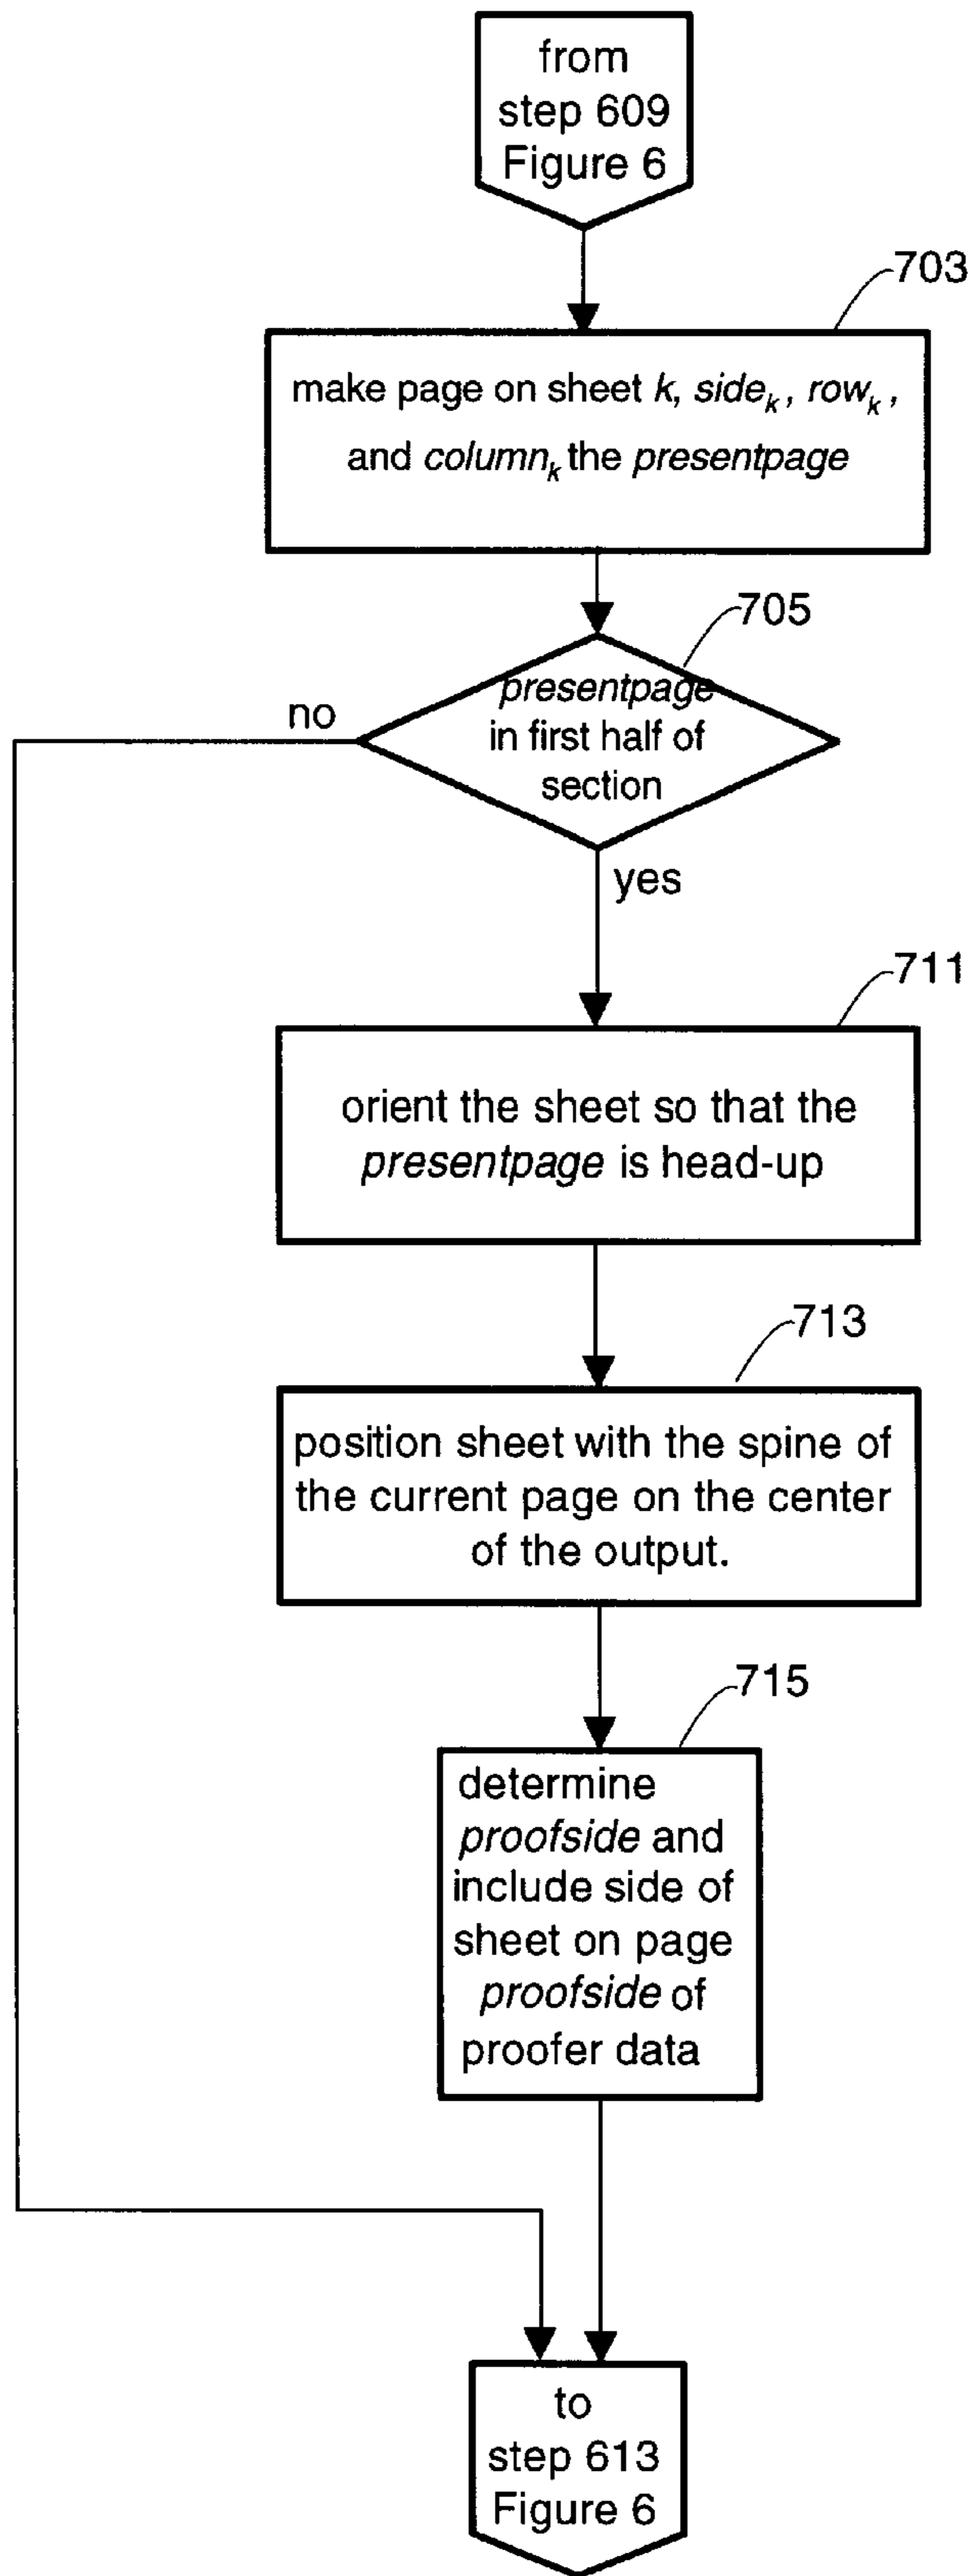 from
step 609
Figure 6
703
make page on sheet k, side_k, row_k,
and column_k the presentpage
705
presentpage
in first half of
section
no
yes
711
orient the sheet so that the
presentpage is head-up
713
position sheet with the spine of
the current page on the center
of the output.
715
determine
proofside and
include side of
sheet on page
proofside of
proofer data
to
step 613
Figure 6